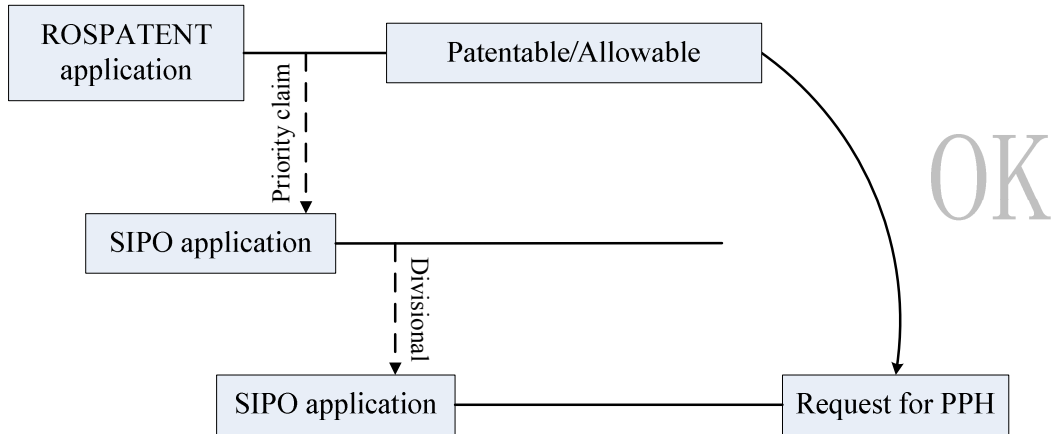 ROSPATENT
application
Patentable/Allowable
Priority claim
OK
SIPO application
Divisional
SIPO application
Request for PPH